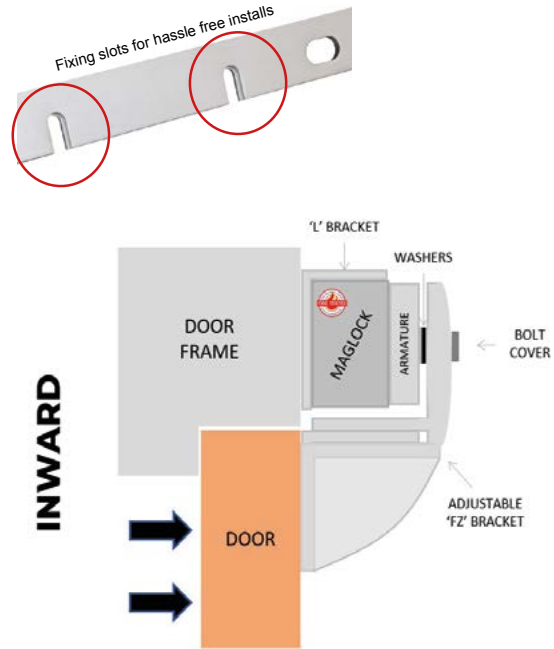 Fixing slots for hassle free installs
'L' BRACKET
WASHERS
DOOR
FRAME
MAGLOCK
ARMATURE
BOLT
COVER
INWARD
DOOR
ADJUSTABLE
'FZ' BRACKET